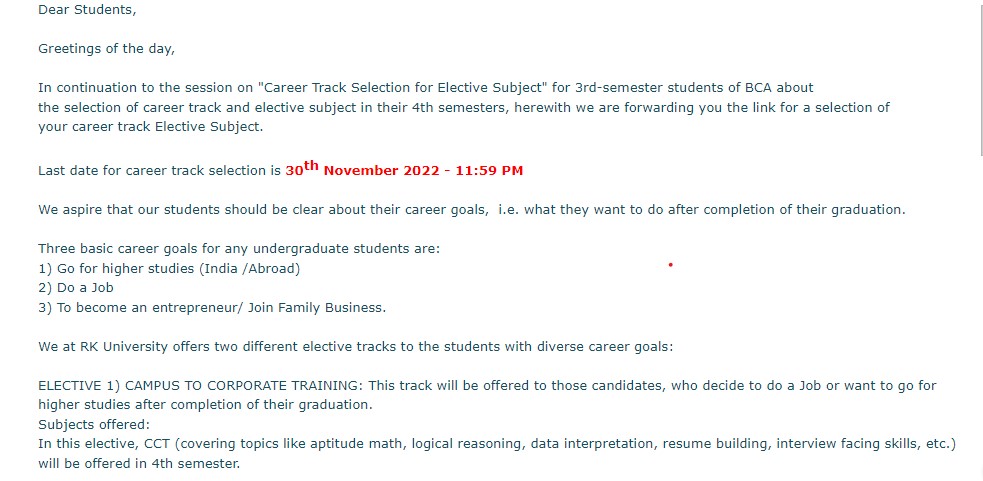 Dear Students,
Greetings of the day,
In continuation to the session on "Career Track Selection for Elective Subject" for 3rd-semester students of BCA about
the selection of career track and elective subject in their 4th semesters, herewith we are forwarding you the link for a selection of
your career track Elective Subject.
Last date for career track selection is 30th November 2022 - 11:59 PM
We aspire that our students should be clear about their career goals,  i.e. what they want to do after completion of their graduation.
Three basic career goals for any undergraduate students are:
1) Go for higher studies (India /Abroad)
2) Do a Job
3) To become an entrepreneur/ Join Family Business.
We at RK University offers two different elective tracks to the students with diverse career goals:
ELECTIVE 1) CAMPUS TO CORPORATE TRAINING: This track will be offered to those candidates, who decide to do a Job or want to go for
higher studies after completion of their graduation.
Subjects offered:
In this elective, CCT (covering topics like aptitude math, logical reasoning, data interpretation, resume building, interview facing skills, etc.)
will be offered in 4th semester.